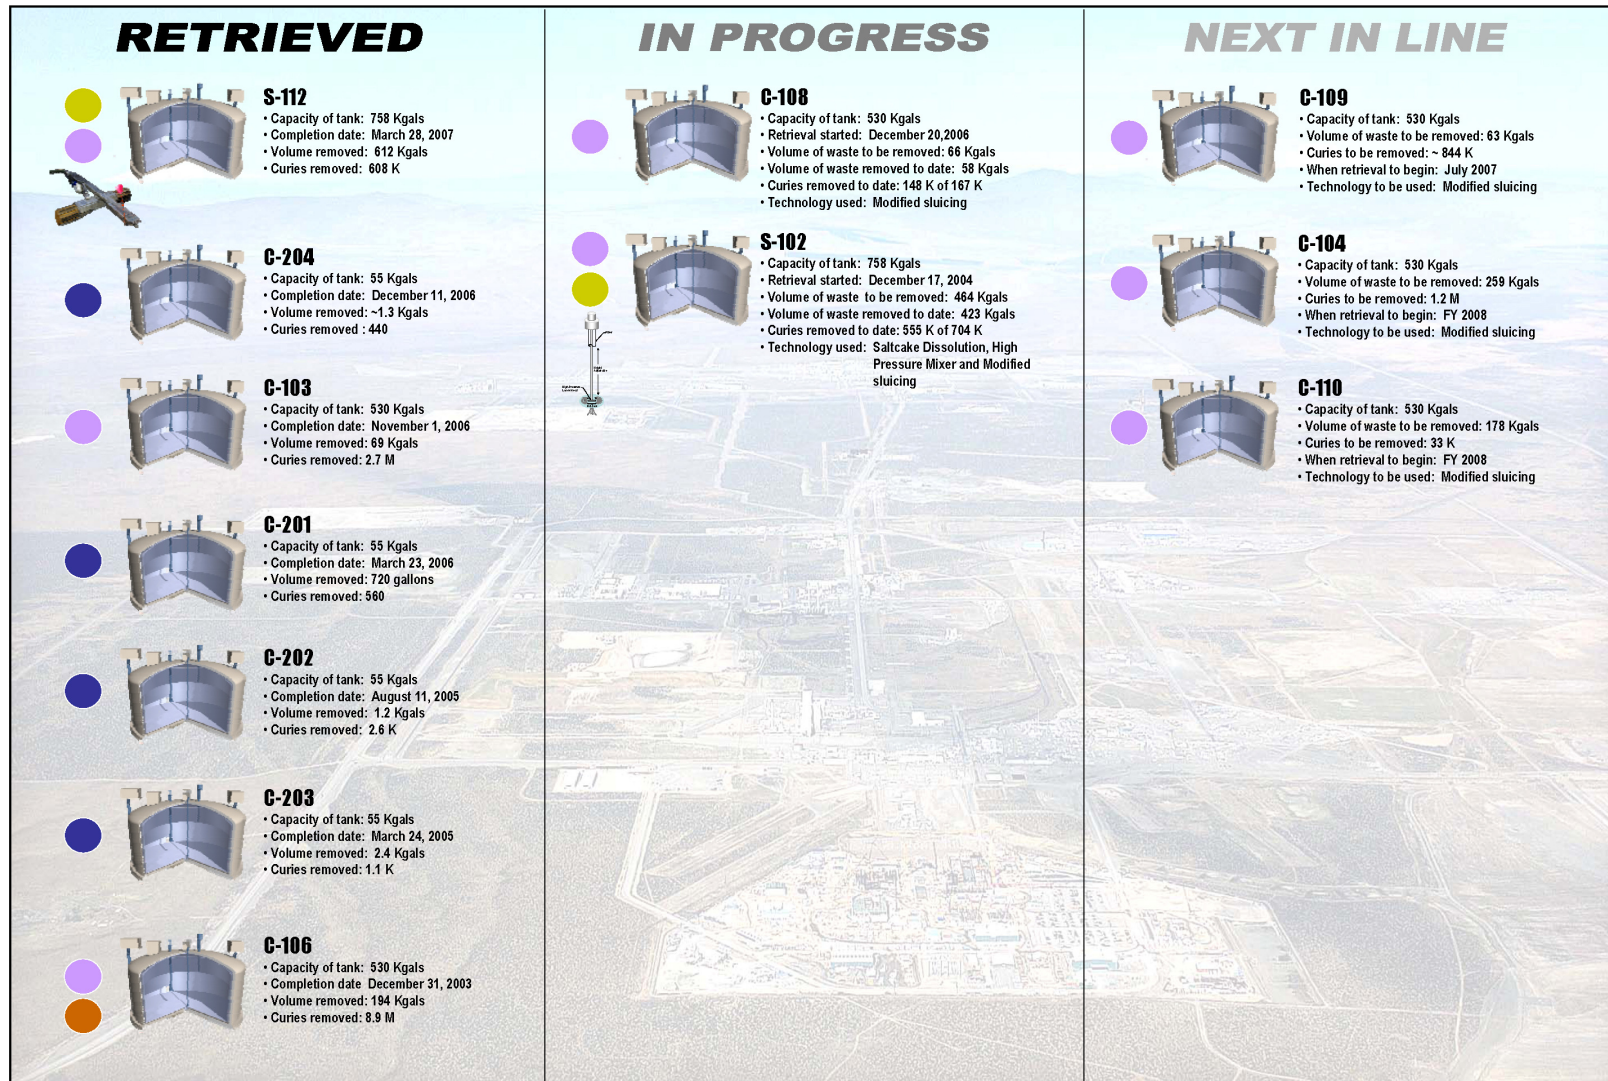 RETRIEVED
S-112
• Capacity of tank: 758 Kgals
• Completion date: March 28, 2007
• Volume removed: 612 Kgals
• Curies removed: 608 K
C-204
• Capacity of tank: 55 Kgals
• Completion date: December 11, 2006
• Volume removed: ~1.3 Kgals
• Curies removed : 440
C-103
• Capacity of tank: 530 Kgals
• Completion date: November 1, 2006
• Volume removed: 69 Kgals
• Curies removed: 2.7 M
C-201
• Capacity of tank: 55 Kgals
• Completion date: March 23, 2006
• Volume removed: 720 gallons
• Curies removed: 560
C-202
• Capacity of tank: 55 Kgals
• Completion date: August 11, 2005
• Volume removed: 1.2 Kgals
• Curies removed: 2.6 K
C-203
• Capacity of tank: 55 Kgals
• Completion date: March 24, 2005
• Volume removed: 2.4 Kgals
• Curies removed: 1.1 K
C-106
• Capacity of tank: 530 Kgals
• Completion date December 31, 2003
• Volume removed: 194 Kgals
• Curies removed: 8.9 M
IN PROGRESS
C-108
• Capacity of tank: 530 Kgals
• Retrieval started: December 20,2006
• Volume of waste to be removed: 66 Kgals
• Volume of waste removed to date: 58 Kgals
• Curies removed to date: 148 K of 167 K
• Technology used: Modified sluicing
S-102
• Capacity of tank: 758 Kgals
• Retrieval started: December 17, 2004
• Volume of waste to be removed: 464 Kgals
• Volume of waste removed to date: 423 Kgals
• Curies removed to date: 555 K of 704 K
• Technology used: Saltcake Dissolution, High
Pressure Mixer and Modified
sluicing
NEXT IN LINE
C-109
• Capacity of tank: 530 Kgals
• Volume of waste to be removed: 63 Kgals
• Curies to be removed: ~ 844 K
• When retrieval to begin: July 2007
• Technology to be used: Modified sluicing
C-104
• Capacity of tank: 530 Kgals
• Volume of waste to be removed: 259 Kgals
• Curies to be removed: 1.2 M
• When retrieval to begin: FY 2008
• Technology to be used: Modified sluicing
C-110
• Capacity of tank: 530 Kgals
• Volume of waste to be removed: 178 Kgals
• Curies to be removed: 33 K
• When retrieval to begin: FY 2008
• Technology to be used: Modified sluicing